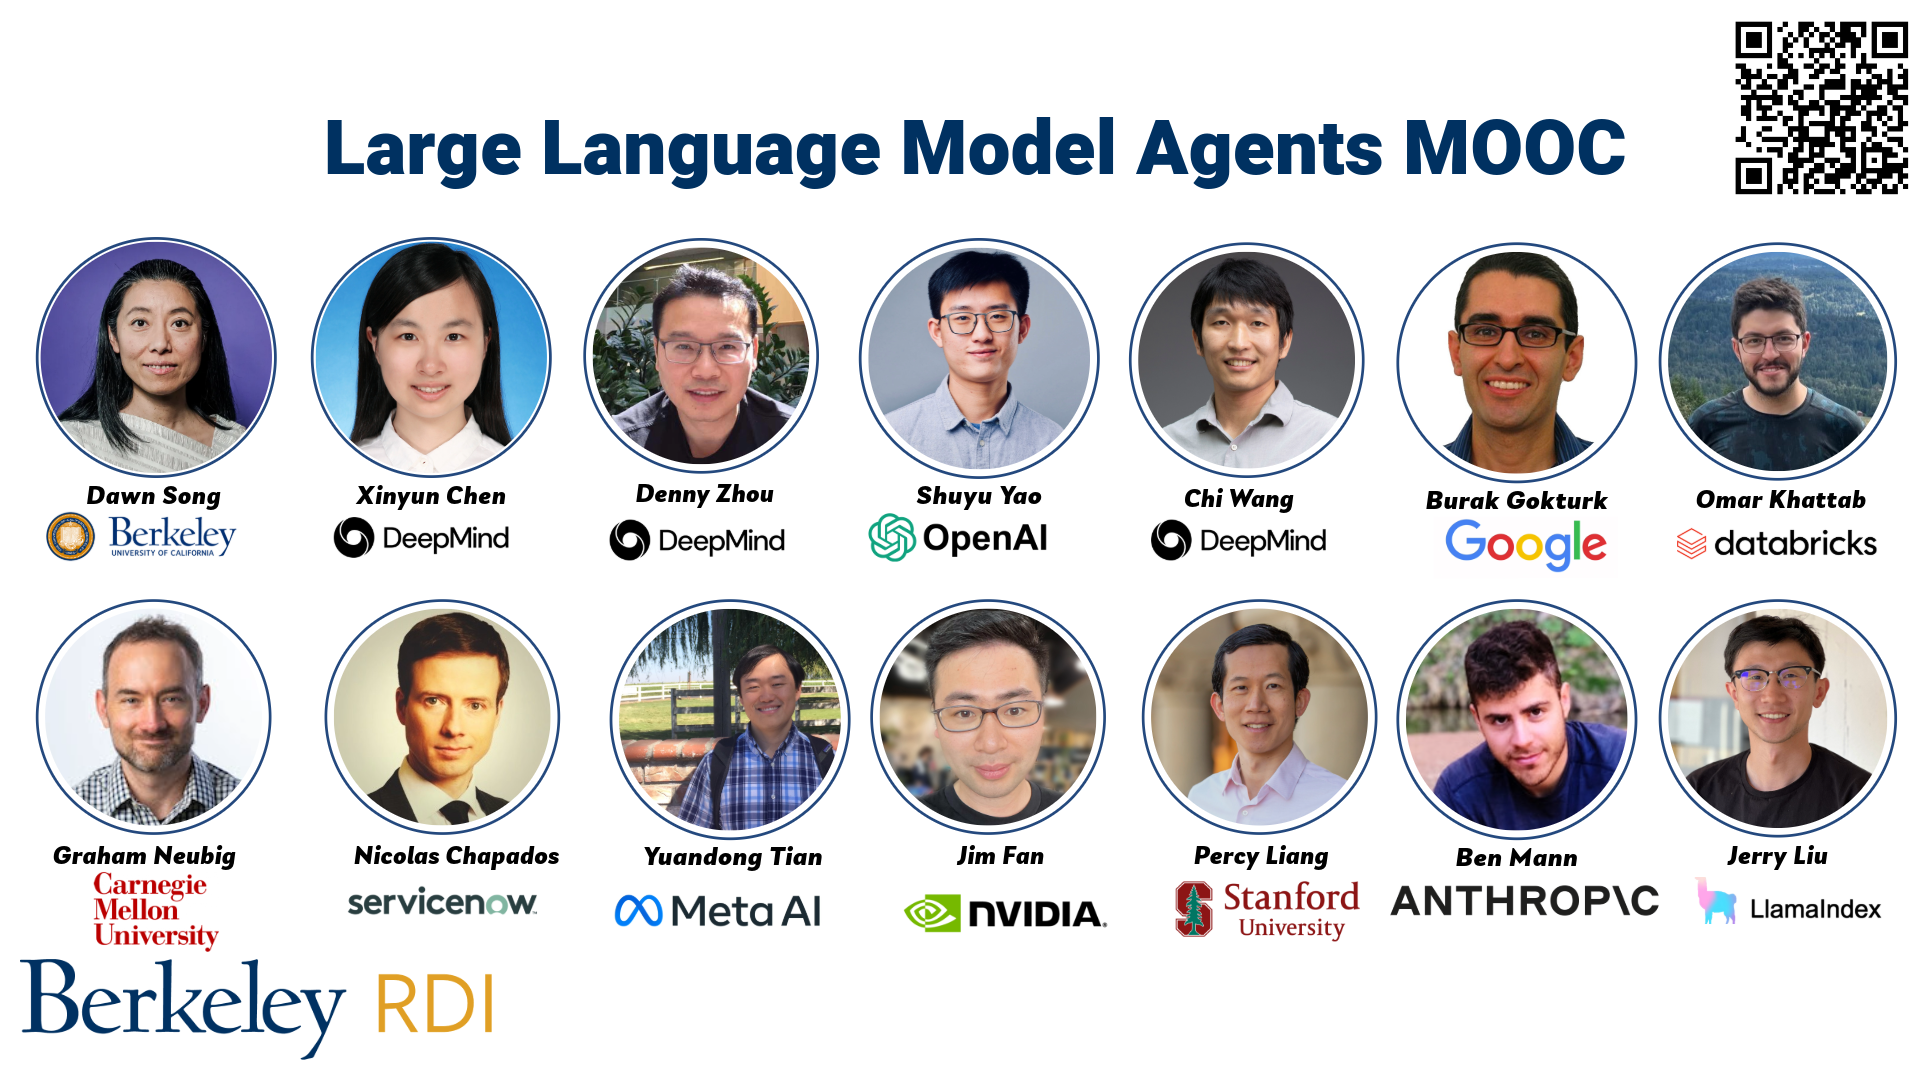 Large Language Model Agents MOOC
Dawn Song
Xinyun Chen
Denny Zhou
Shuyu Yao
Chi Wang
Burak Gokturk
Omar Khattab
Berkeley
UNIVERSITY OF CALIFORNIA
DeepMind
DeepMind
OpenAI
DeepMind
Google
databricks
Graham Neubig
Nicolas Chapados
Yuandong Tian
Jim Fan
Percy Liang
Ben Mann
Jerry Liu
Carnegie
Mellon
University
servicenow
Meta AI
NVIDIA
Stanford
University
ANTHROP\C
LlamaIndex
Berkeley RDI